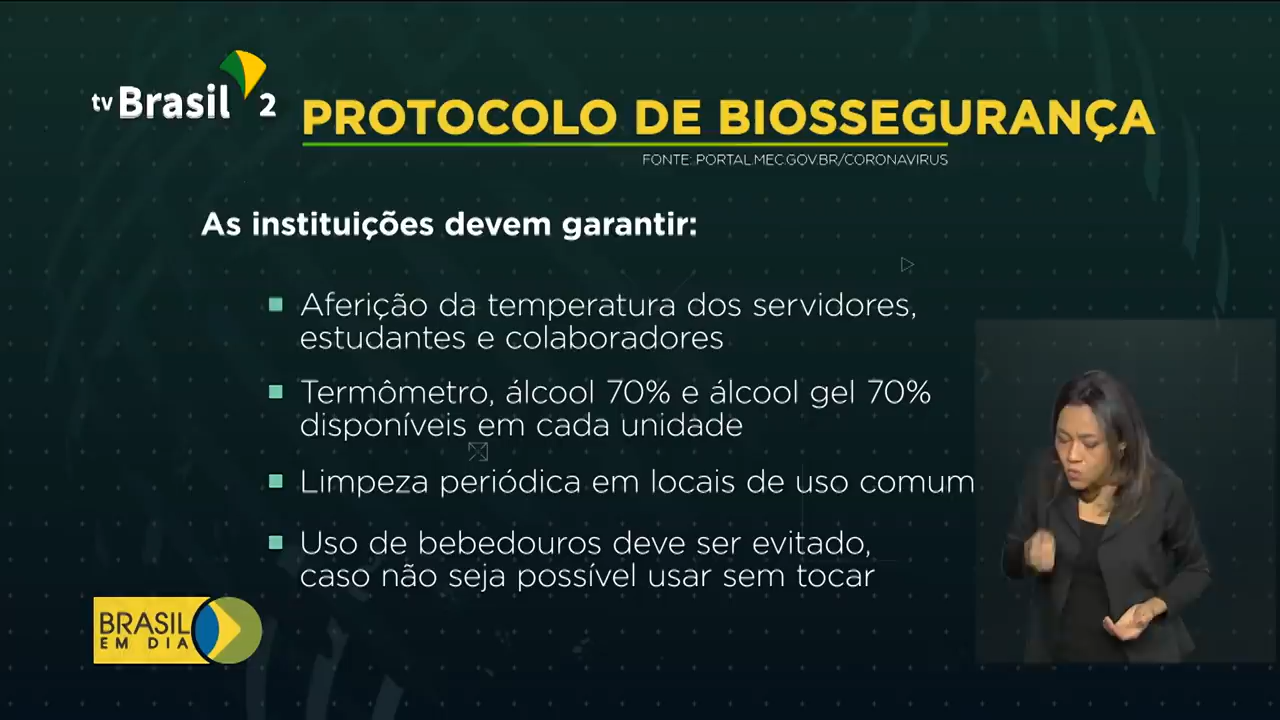 tv Brasil 2
PROTOCOLO DE BIOSSEGURANÇA
FONTE: PORTAL.MEC.GOV.BR/CORONAVIRUS
As instituições devem garantir:
Aferição da temperatura dos servidores,
estudantes e colaboradores
Termômetro, álcool 70% e álcool gel 70%
disponíveis em cada unidade
Limpeza periódica em locais de uso comum
Uso de bebedouros deve ser evitado,
caso não seja possível usar sem tocar
BRASIL
EM DIA